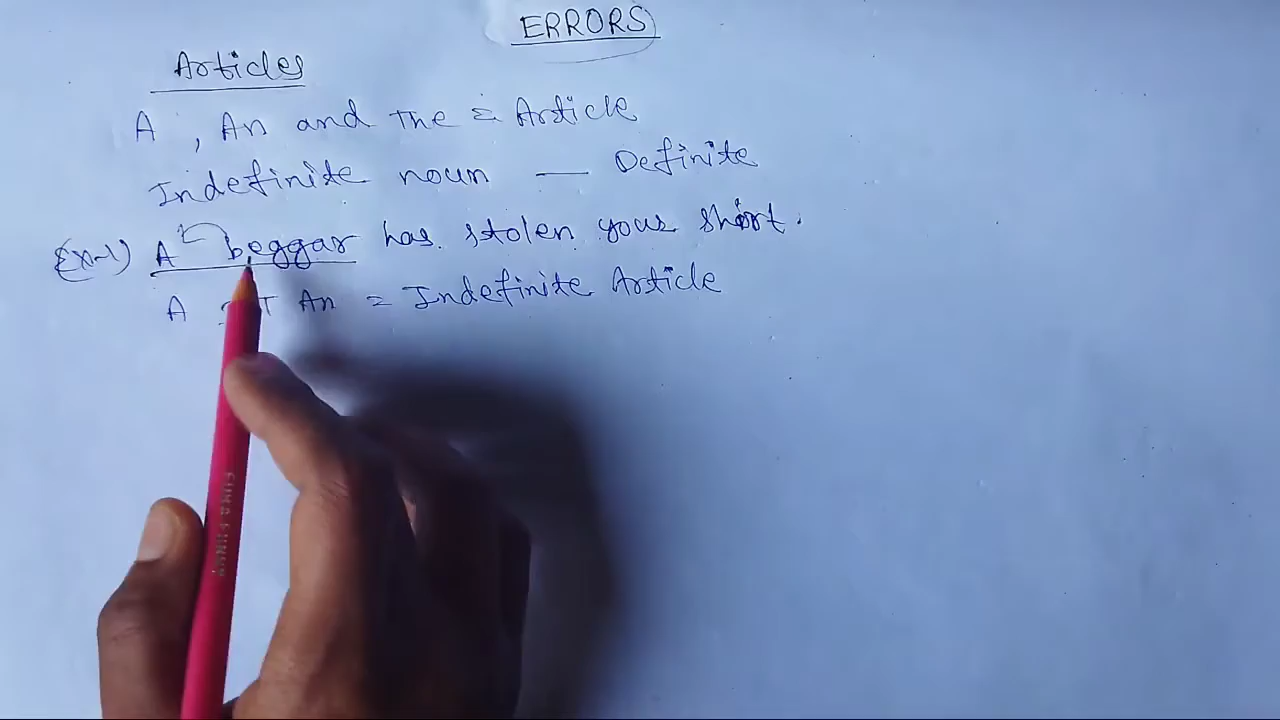 ERRORS
Articles
A, An and The = Article
Indefinite noun — Definite
Ex-1) A beggar has stolen your shirt.
A An = Indefinite Article